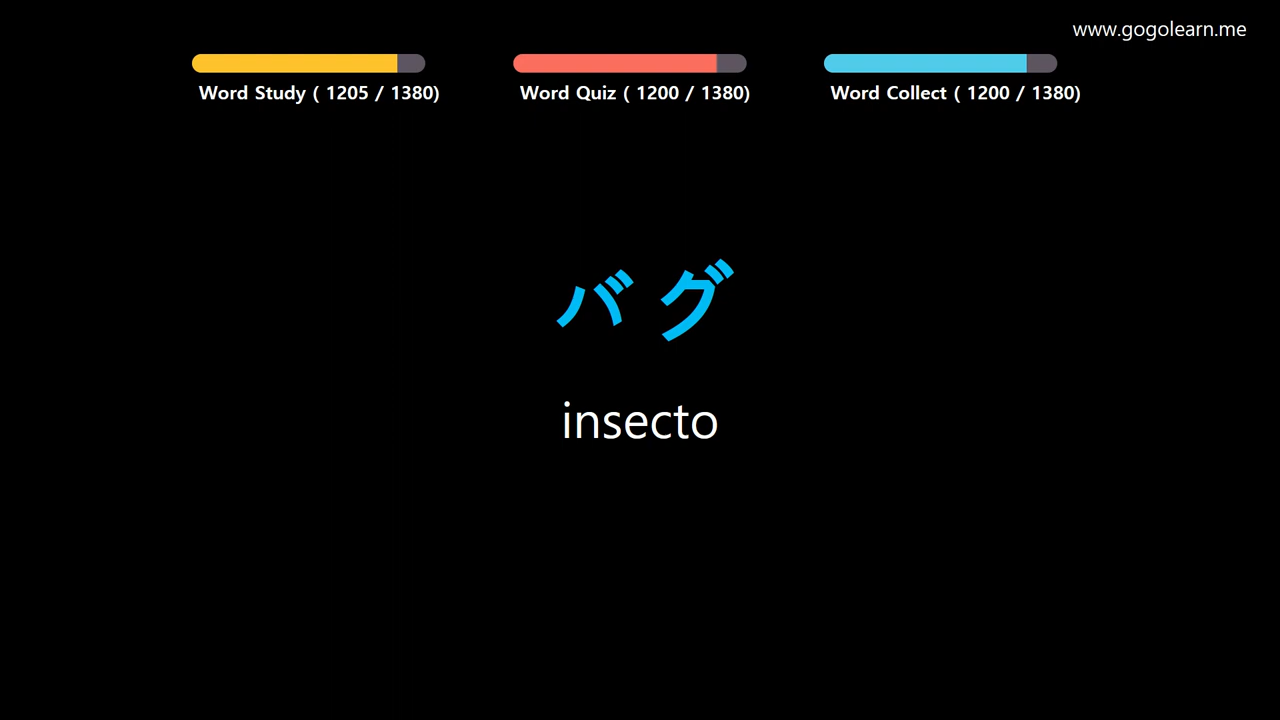 www.gogolearn.me
Word Study ( 1205 / 1380)
Word Quiz ( 1200 / 1380)
Word Collect ( 1200 / 1380)
バグ
insecto